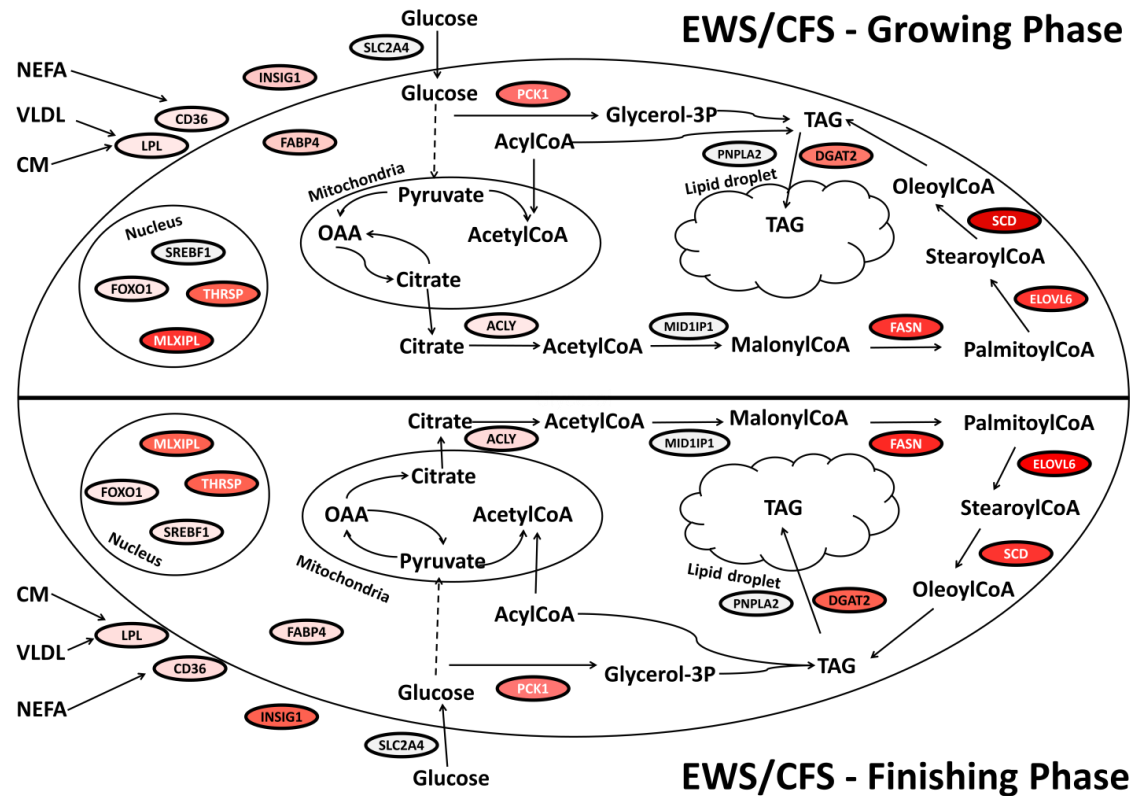 EWS/CFS - Growing Phase
Glucose
SLC2A4
NEFA
INSIG1
Glucose
PCK1
VLDL
CD36
Glycerol-3P
TAG
LPL
FABP4
AcylCoA
CM
PNPLA2
DGAT2
Mitochondria
Lipid droplet
OleoylCoA
Pyruvate
Nucleus
TAG
SCD
OAA
AcetylCoA
SREBF1
StearoylCoA
Citrate
FOXO1
THRSP
ELOVL6
ACLY
MID1IP1
FASN
MLXIPL
Citrate
AcetylCoA
MalonylCoA
PalmitoylCoA
Citrate
AcetylCoA
MalonylCoA
PalmitoylCoA
MLXIPL
ACLY
MID1IP1
FASN
ELOVL6
Citrate
THRSP
FOXO1
TAG
StearoylCoA
OAA
AcetylCoA
SREBF1
Nucleus
SCD
Pyruvate
Mitochondria
Lipid droplet
OleoylCoA
CM
PNPLA2
DGAT2
AcylCoA
LPL
FABP4
VLDL
CD36
Glycerol-3P
TAG
PCK1
Glucose
NEFA
INSIG1
SLC2A4
Glucose
EWS/CFS - Finishing Phase